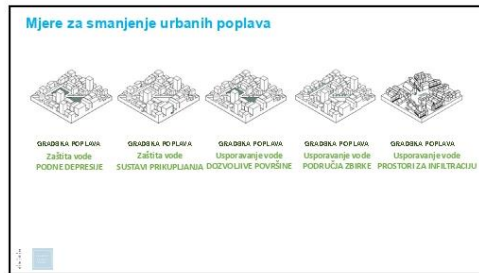 Mjere za smanjenje urbanih poplava
GRADSKA POPLAVA
Zaštita vode
PODNE DEPRESIJE
GRADSKA POPLAVA
Zaštita vode
SUSTAVI PRIKUPLJANJA
GRADSKA POPLAVA
Usporavanje vode
DOZVOLJIVE POVRŠINE
GRADSKA POPLAVA
Usporavanje vode
PODRUČJA ZBIRKE
GRADSKA POPLAVA
Usporavanje vode
PROSTORI ZA INFILTRACIJU